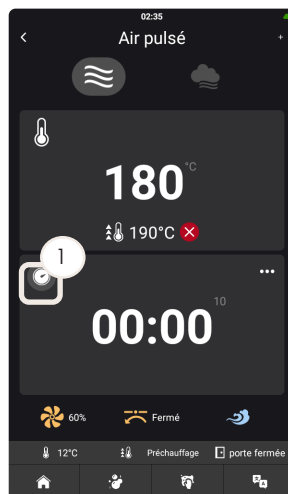 02:35
Air pulsé
+
180 °C
190°C
1
10
00:00
60% Fermé
12°C Préchauffage porte fermée